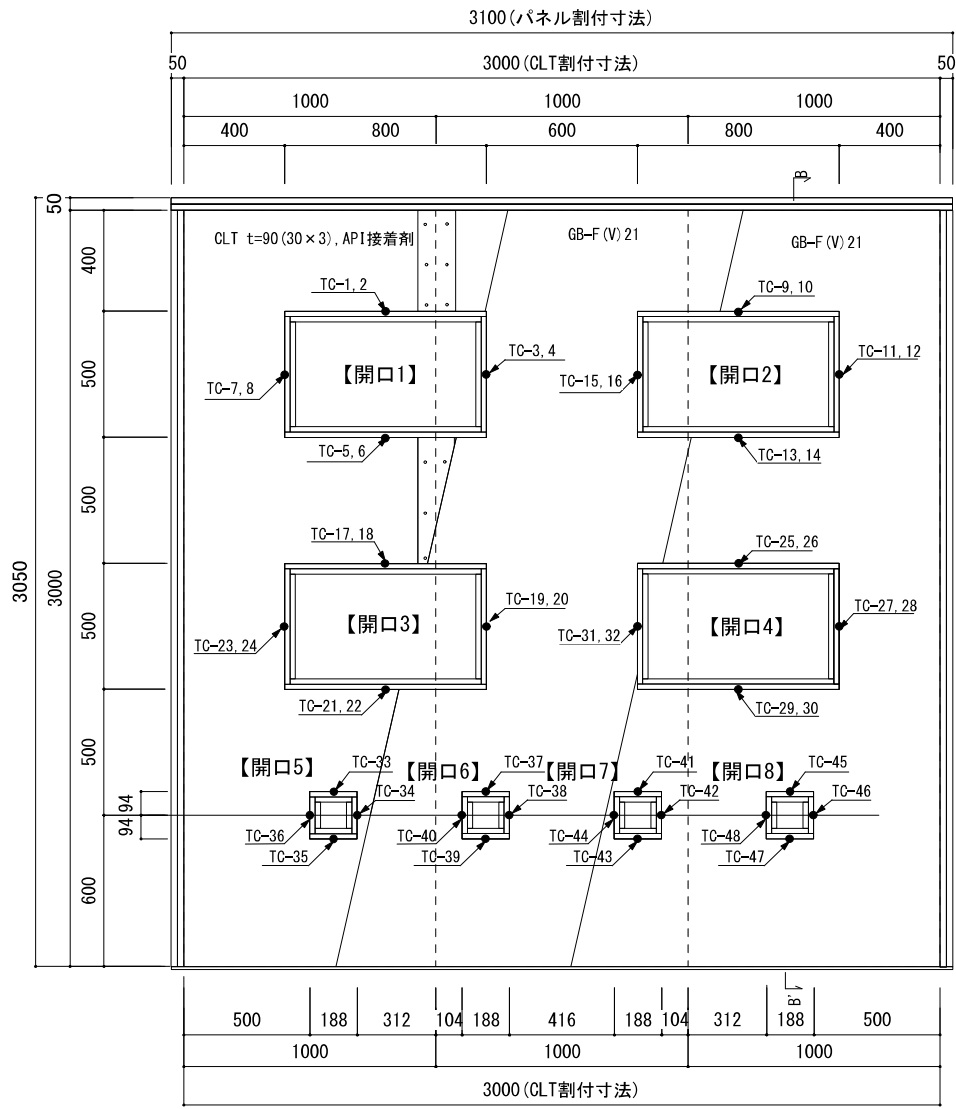 3100(パネル割付寸法)
50
3000(CLT割付寸法)
50
1000
1000
1000
400
800
600
800
400
B
50
CLT t=90(30×3), API接着剤
GB-F(V)21
GB-F(V)21
400
TC-1, 2
TC-9, 10
【開口1】
TC-3, 4
【開口2】
TC-11, 12
500
TC-7, 8
TC-15, 16
TC-5, 6
TC-13, 14
500
TC-17, 18
TC-25, 26
3050
3000
500
【開口3】
TC-19, 20
【開口4】
TC-27, 28
TC-23, 24
TC-31, 32
TC-21, 22
TC-29, 30
500
【開口5】
TC-33
【開口6】
TC-37
【開口7】
TC-41
【開口8】
TC-45
94
TC-34
TC-38
TC-42
TC-46
94
TC-36
TC-40
TC-44
TC-48
TC-35
TC-39
TC-43
TC-47
600
B'
500
188
312
104
188
416
188
104
312
188
500
1000
1000
1000
3000(CLT割付寸法)